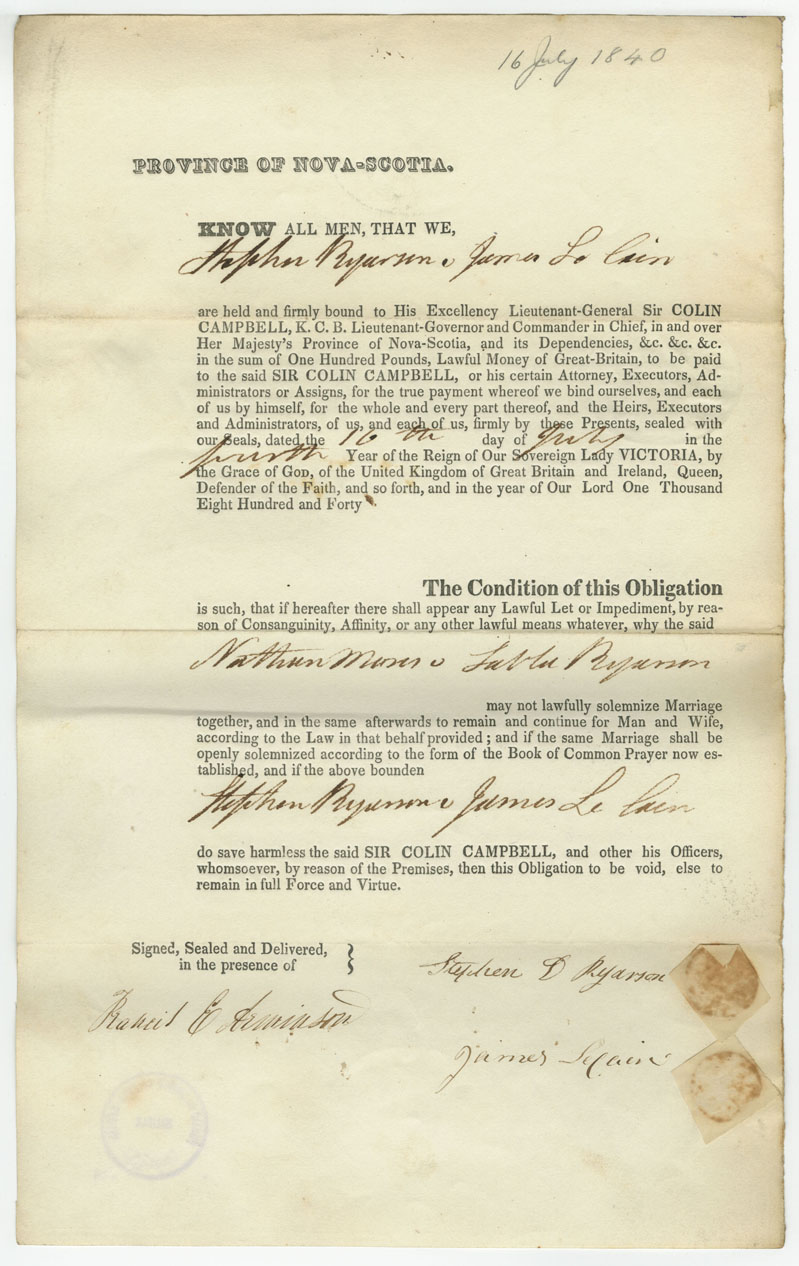 16 July 1840
PROVINCE OF NOVA-SCOTIA.
KNOW ALL MEN, THAT WE,
Stephen Ryarson & James Le Cain
are held and firmly bound to His Excellency Lieutenant-General Sir COLIN
CAMPBELL, K. C. B. Lieutenant-Governor and Commander in Chief, in and over
Her Majesty's Province of Nova-Scotia, and its Dependencies, &c. &c. &c.
in the sum of One Hundred Pounds, Lawful Money of Great-Britain, to be paid
to the said SIR COLIN CAMPBELL, or his certain Attorney, Executors, Ad-
ministrators or Assigns, for the true payment whereof we bind ourselves, and each
of us by himself, for the whole and every part thereof, and the Heirs, Executors
and Administrators, of us, and each of us, firmly by these Presents, sealed with
our Seals, dated the 16th day of July in the
fourth Year of the Reign of Our Sovereign Lady VICTORIA, by
the Grace of GOD, of the United Kingdom of Great Britain and Ireland, Queen,
Defender of the Faith, and so forth, and in the year of Our Lord One Thousand
Eight Hundred and Forty
The Condition of this Obligation
is such, that if hereafter there shall appear any Lawful Let or Impediment, by rea-
son of Consanguinity, Affinity, or any other lawful means whatever, why the said
Nathan Moses & Ryarson
may not lawfully solemnize Marriage
together, and in the same afterwards to remain and continue for Man and Wife,
according to the Law in that behalf provided; and if the same Marriage shall be
openly solemnized according to the form of the Book of Common Prayer now es-
tablished, and if the above bounden
Stephen Ryarson & James Le Cain
do save harmless the said SIR COLIN CAMPBELL, and other his Officers,
whomsoever, by reason of the Premises, then this Obligation to be void, else to
remain in full Force and Virtue.
Signed, Sealed and Delivered,
in the presence of
Stephen D Ryarson
E
James LeCain